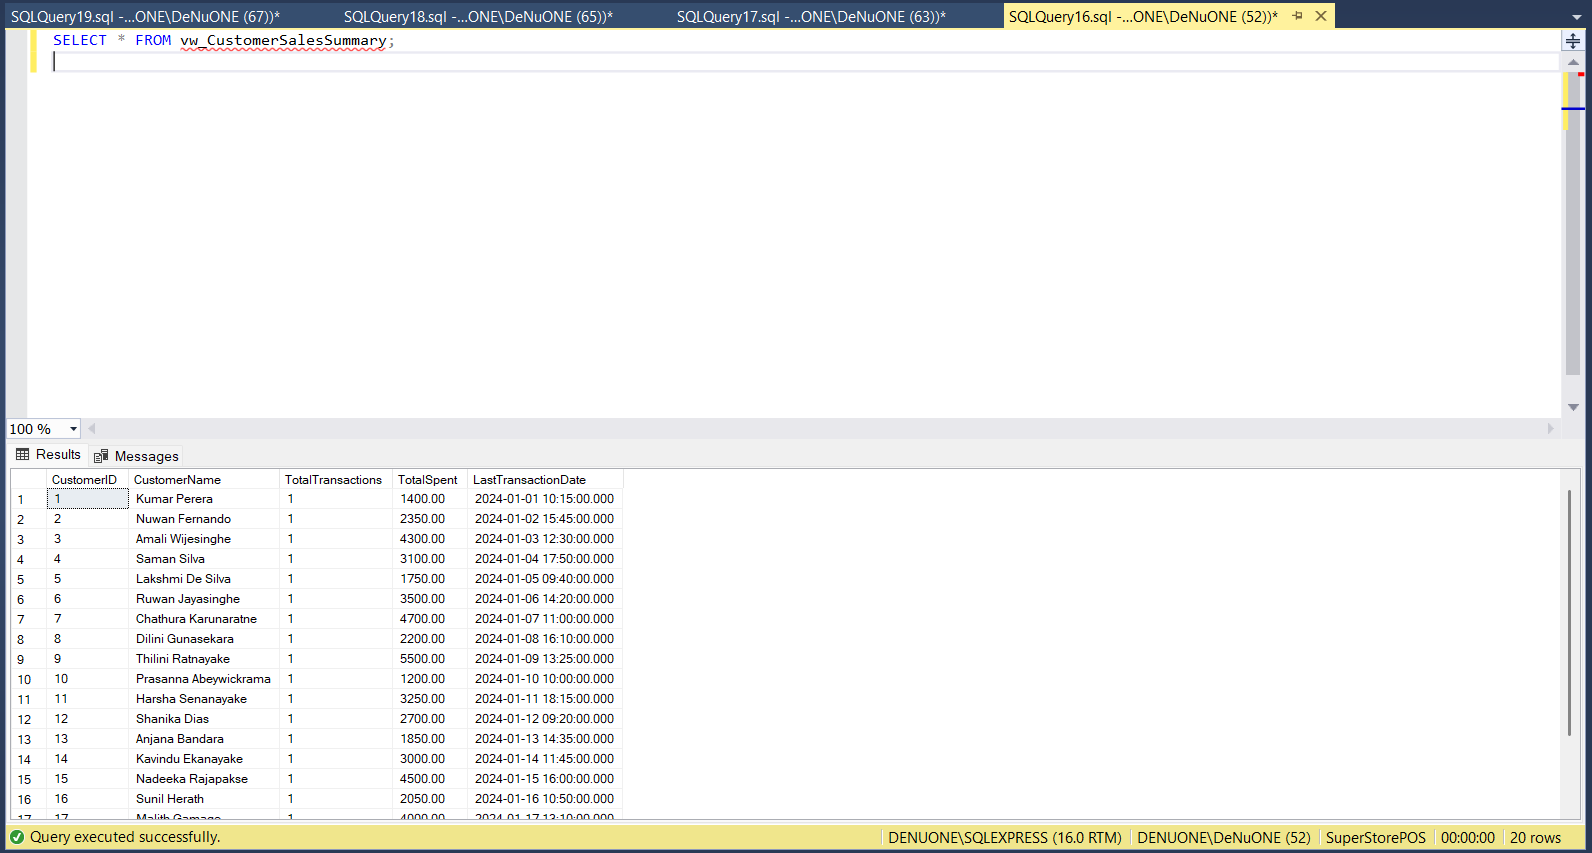 SQLQuery19.sql -...ONE\DeNuONE (67))* SQLQuery18.sql -...ONE\DeNuONE (65))* SQLQuery17.sql -...ONE\DeNuONE (63))* SQLQuery16.sql -...ONE\DeNuONE (52))*
SELECT * FROM vw_CustomerSalesSummary;
100 %
Results Messages
CustomerID CustomerName TotalTransactions TotalSpent LastTransactionDate
1 1 Kumar Perera 1 1400.00 2024-01-01 10:15:00.000
2 2 Nuwan Fernando 1 2350.00 2024-01-02 15:45:00.000
3 3 Amali Wijesinghe 1 4300.00 2024-01-03 12:30:00.000
4 4 Saman Silva 1 3100.00 2024-01-04 17:50:00.000
5 5 Lakshmi De Silva 1 1750.00 2024-01-05 09:40:00.000
6 6 Ruwan Jayasinghe 1 3500.00 2024-01-06 14:20:00.000
7 7 Chathura Karunaratne 1 4700.00 2024-01-07 11:00:00.000
8 8 Dilini Gunasekara 1 2200.00 2024-01-08 16:10:00.000
9 9 Thilini Ratnayake 1 5500.00 2024-01-09 13:25:00.000
10 10 Prasanna Abeywickrama 1 1200.00 2024-01-10 10:00:00.000
11 11 Harsha Senanayake 1 3250.00 2024-01-11 18:15:00.000
12 12 Shanika Dias 1 2700.00 2024-01-12 09:20:00.000
13 13 Anjana Bandara 1 1850.00 2024-01-13 14:35:00.000
14 14 Kavindu Ekanayake 1 3000.00 2024-01-14 11:45:00.000
15 15 Nadeeka Rajapakse 1 4500.00 2024-01-15 16:00:00.000
16 16 Sunil Herath 1 2050.00 2024-01-16 10:50:00.000
17 17 Malith Gamage 1 4000.00 2024-01-17 13:10:00.000
Query executed successfully. DENUONE\SQLEXPRESS (16.0 RTM) DENUONE\DeNuONE (52) SuperStorePOS 00:00:00 20 rows